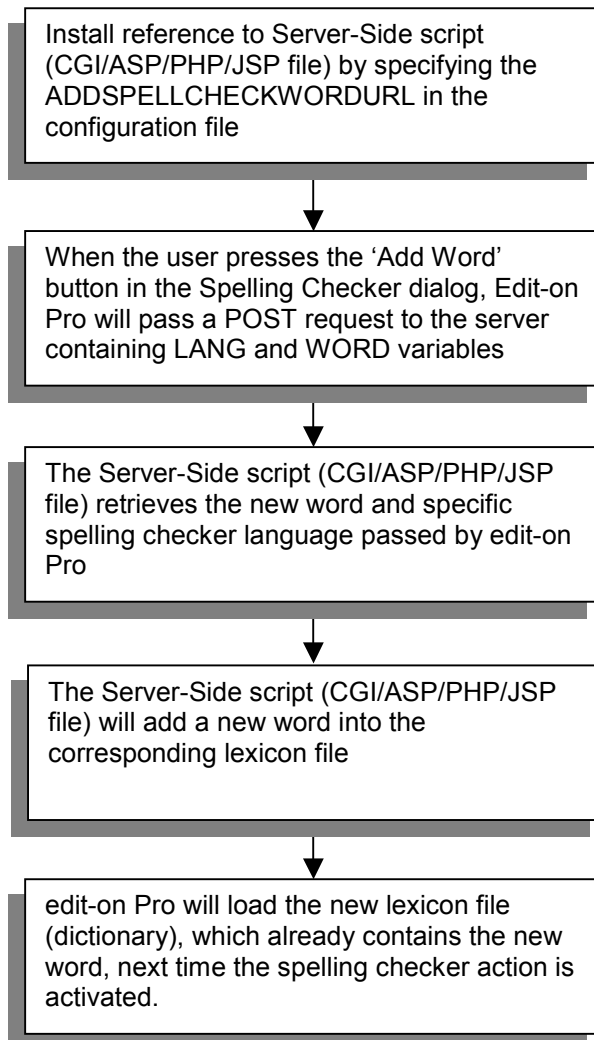 Install reference to Server-Side script
(CGI/ASP/PHP/JSP file) by specifying the
ADDSPELLCHECKWORDURL in the
configuration file
When the user presses the ‘Add Word’
button in the Spelling Checker dialog, Edit-on
Pro will pass a POST request to the server
containing LANG and WORD variables
The Server-Side script (CGI/ASP/PHP/JSP
file) retrieves the new word and specific
spelling checker language passed by edit-on
Pro
The Server-Side script (CGI/ASP/PHP/JSP
file) will add a new word into the
corresponding lexicon file
edit-on Pro will load the new lexicon file
(dictionary), which already contains the new
word, next time the spelling checker action is
activated.